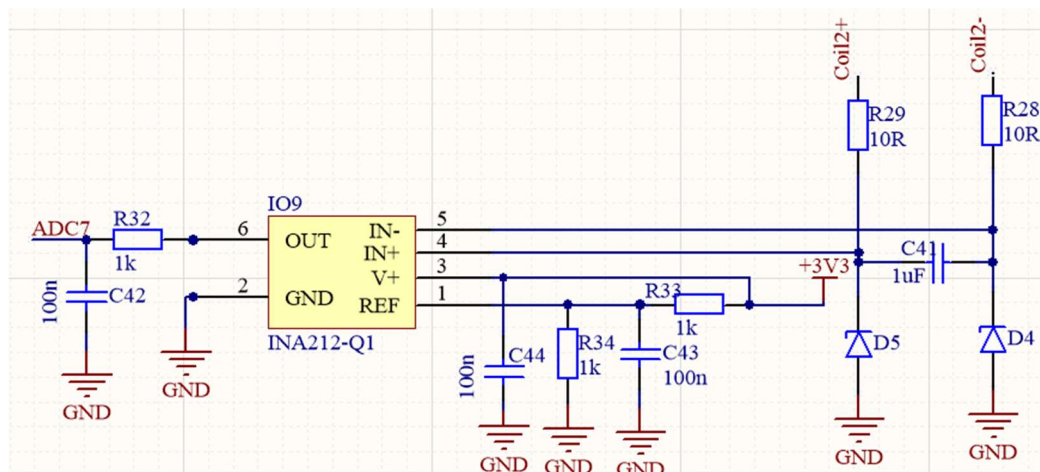 Coil2+
Coil2-
R29
10R
R28
10R
IO9
ADC7
R32
1k
100n
C42
GND
6
OUT
2
GND
GND
IN-
5
IN+
4
V+
3
REF
1
INA212-Q1
C41
1uF
+3V3
R33
1k
C44
100n
GND
R34
1k
GND
C43
100n
GND
D5
GND
D4
GND